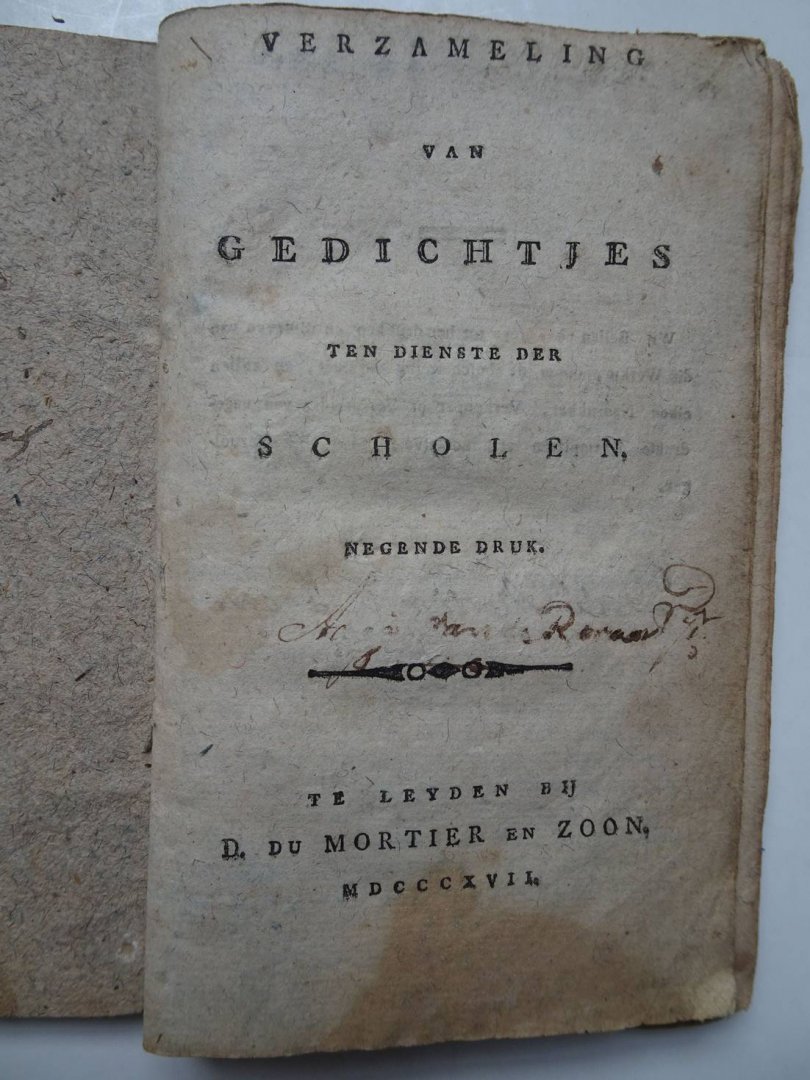 VERZAMELING
VAN
GEDICHTJES
TEN DIENSTE DER
SCHOLEN.
NEGENDE DRUK.
TE LEYDEN BIJ
D. DU MORTIER EN ZOON,
MDCCCXVII.